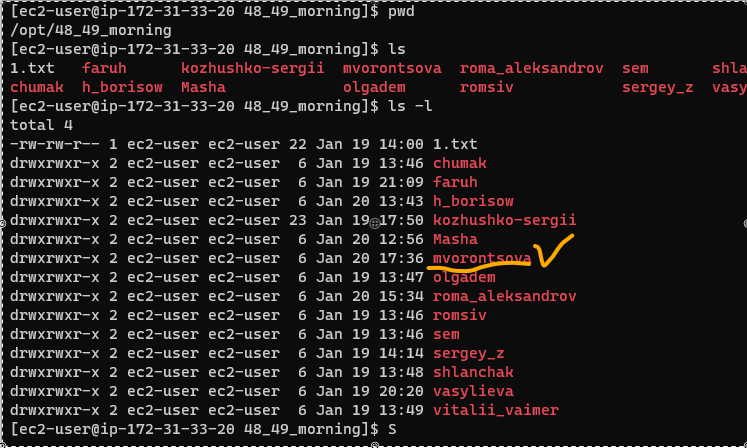 [ec2-user@ip-172-31-33-20 48_49_morning]$ pwd
/opt/48_49_morning
[ec2-user@ip-172-31-33-20 48_49_morning]$ ls
1.txt faruh kozhushko-sergii mvorontsova roma_aleksandrov sem shla
chumak h_borisow Masha olgadem romsiv sergey_z vasy
[ec2-user@ip-172-31-33-20 48_49_morning]$ ls -l
total 4
-rw-rw-r-- 1 ec2-user ec2-user 22 Jan 19 14:00 1.txt
drwxrwxr-x 2 ec2-user ec2-user 6 Jan 19 13:46 chumak
drwxrwxr-x 2 ec2-user ec2-user 6 Jan 19 21:09 faruh
drwxrwxr-x 2 ec2-user ec2-user 6 Jan 20 13:43 h_borisow
drwxrwxr-x 2 ec2-user ec2-user 23 Jan 19 17:50 kozhushko-sergii
drwxrwxr-x 2 ec2-user ec2-user 6 Jan 20 12:56 Masha
drwxrwxr-x 2 ec2-user ec2-user 6 Jan 20 17:36 mvorontsova
drwxrwxr-x 2 ec2-user ec2-user 6 Jan 19 13:47 olgadem
drwxrwxr-x 2 ec2-user ec2-user 6 Jan 20 15:34 roma_aleksandrov
drwxrwxr-x 2 ec2-user ec2-user 6 Jan 19 13:46 romsiv
drwxrwxr-x 2 ec2-user ec2-user 6 Jan 19 13:46 sem
drwxrwxr-x 2 ec2-user ec2-user 6 Jan 19 14:14 sergey_z
drwxrwxr-x 2 ec2-user ec2-user 6 Jan 19 13:48 shlanchak
drwxrwxr-x 2 ec2-user ec2-user 6 Jan 19 20:20 vasylieva
drwxrwxr-x 2 ec2-user ec2-user 6 Jan 19 13:49 vitalii_vaimer
[ec2-user@ip-172-31-33-20 48_49_morning]$ S